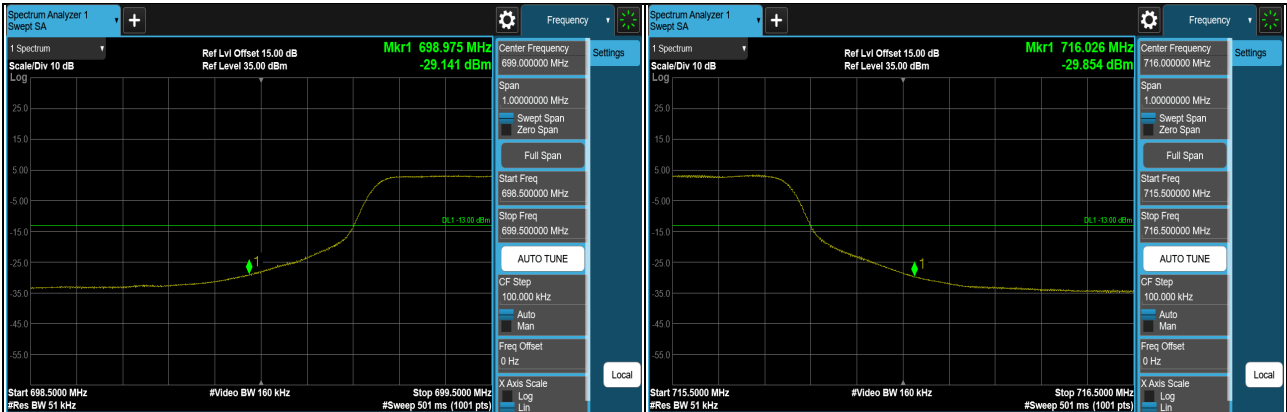 Spectrum Analyzer 1
Swept SA
Frequency
1 Spectrum
Scale/Div 10 dB
Ref Lvl Offset 15.00 dB
Ref Level 35.00 dBm
Mkr1 698.975 MHz
-29.141 dBm
Log
25.0
15.0
5.00
-5.00
-15.0
-25.0
-35.0
-45.0
-55.0
DL1 -13.00 dBm
1
Start 698.5000 MHz
#Res BW 51 kHz
#Video BW 160 kHz
Stop 699.5000 MHz
#Sweep 501 ms (1001 pts)
Center Frequency
699.000000 MHz
Span
1.00000000 MHz
Swept Span
Zero Span
Full Span
Start Freq
698.500000 MHz
Stop Freq
699.500000 MHz
AUTO TUNE
CF Step
100.000 kHz
Auto
Man
Freq Offset
0 Hz
X Axis Scale
Log
Lin
Settings
Local
Spectrum Analyzer 1
Swept SA
Frequency
1 Spectrum
Scale/Div 10 dB
Ref Lvl Offset 15.00 dB
Ref Level 35.00 dBm
Mkr1 716.026 MHz
-29.854 dBm
Log
25.0
15.0
5.00
-5.00
-15.0
-25.0
-35.0
-45.0
-55.0
DL1 -13.00 dBm
1
Start 715.5000 MHz
#Res BW 51 kHz
#Video BW 160 kHz
Stop 716.5000 MHz
#Sweep 501 ms (1001 pts)
Center Frequency
716.000000 MHz
Span
1.00000000 MHz
Swept Span
Zero Span
Full Span
Start Freq
715.500000 MHz
Stop Freq
716.500000 MHz
AUTO TUNE
CF Step
100.000 kHz
Auto
Man
Freq Offset
0 Hz
X Axis Scale
Log
Lin
Settings
Local